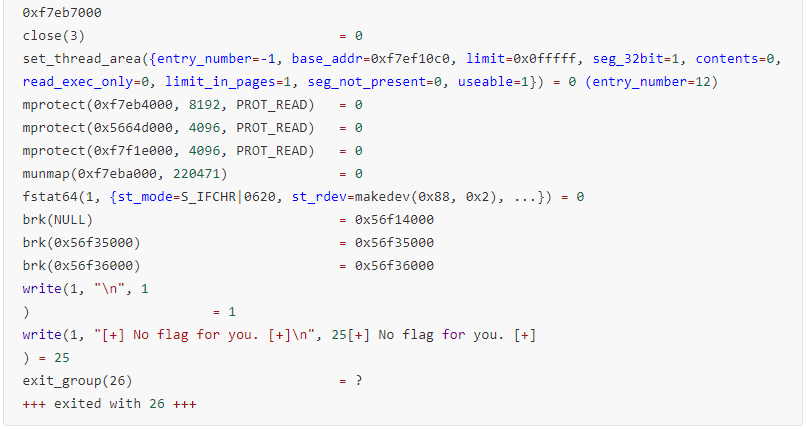 0xf7eb7000
close(3) = 0
set_thread_area({entry_number=-1, base_addr=0xf7ef10c0, limit=0x0fffff, seg_32bit=1, contents=0,
read_exec_only=0, limit_in_pages=1, seg_not_present=0, useable=1}) = 0 (entry_number=12)
mprotect(0xf7eb4000, 8192, PROT_READ) = 0
mprotect(0x5664d000, 4096, PROT_READ) = 0
mprotect(0xf7f1e000, 4096, PROT_READ) = 0
munmap(0xf7eba000, 220471) = 0
fstat64(1, {st_mode=S_IFCHR|0620, st_rdev=makedev(0x88, 0x2), ...}) = 0
brk(NULL) = 0x56f14000
brk(0x56f35000) = 0x56f35000
brk(0x56f36000) = 0x56f36000
write(1, "\n", 1
) = 1
write(1, "[+] No flag for you. [+]\n", 25[+] No flag for you. [+]
) = 25
exit_group(26) = ?
+++ exited with 26 +++